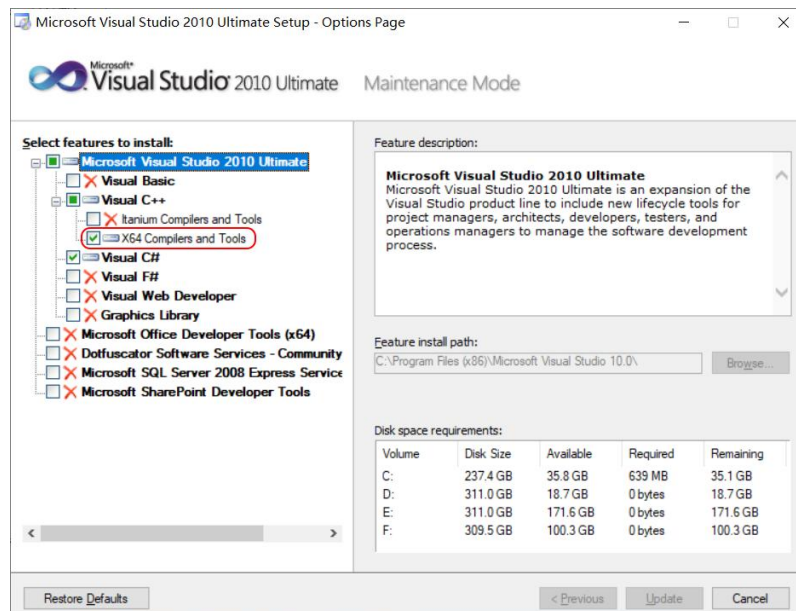 Microsoft Visual Studio 2010 Ultimate Setup - Options Page
Microsoft
Visual Studio 2010 Ultimate
Maintenance Mode
Select features to install:
Microsoft Visual Studio 2010 Ultimate
Visual Basic
Visual C++
Itanium Compilers and Tools
X64 Compilers and Tools
Visual C#
Visual F#
Visual Web Developer
Graphics Library
Microsoft Office Developer Tools (x64)
Dotfuscator Software Services - Community
Microsoft SQL Server 2008 Express Service
Microsoft SharePoint Developer Tools
Feature description:
Microsoft Visual Studio 2010 Ultimate
Microsoft Visual Studio 2010 Ultimate is an expansion of the
Visual Studio product line to include new lifecycle tools for
project managers, architects, developers, testers, and
operations managers to manage the software development
process.
Feature install path:
C:\Program Files (x86)\Microsoft Visual Studio 10.0\
Browse...
Disk space requirements:
Volume Disk Size Available Required Remaining
C: 237.4 GB 35.8 GB 639 MB 35.1 GB
D: 311.0 GB 18.7 GB 0 bytes 18.7 GB
E: 311.0 GB 171.6 GB 0 bytes 171.6 GB
F: 309.5 GB 100.3 GB 0 bytes 100.3 GB
Restore Defaults
< Previous
Update
Cancel